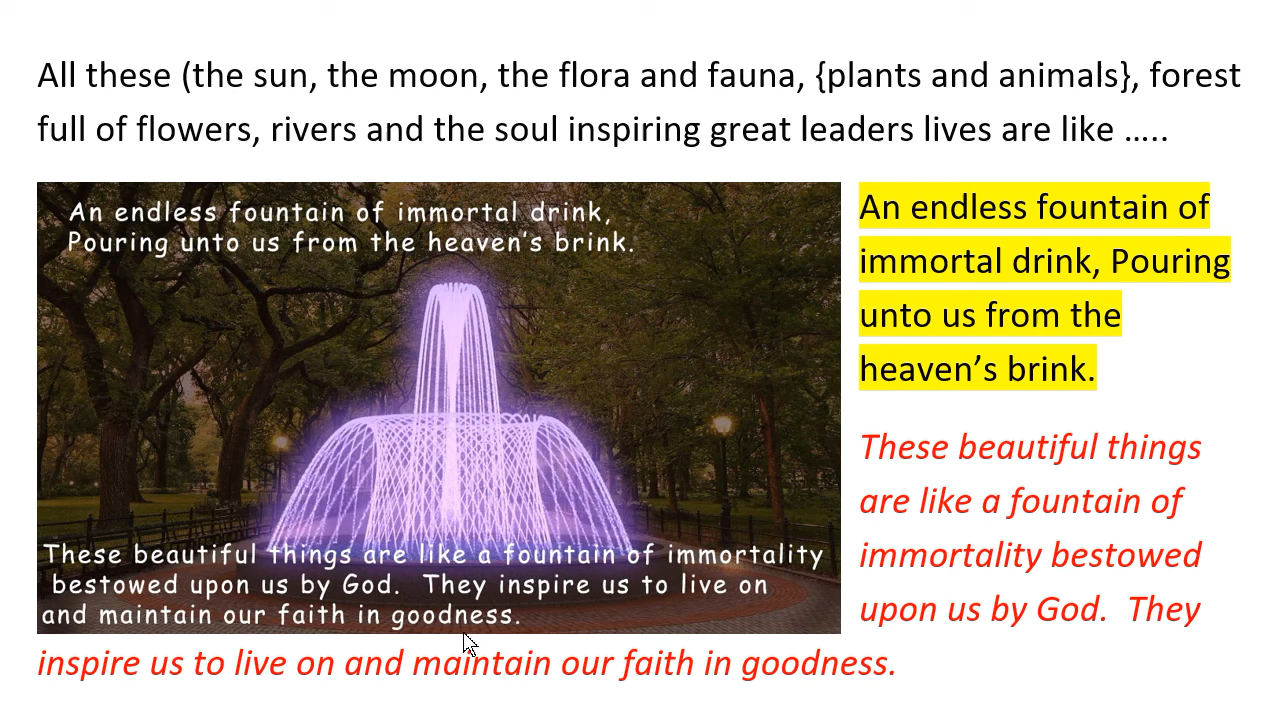 All these (the sun, the moon, the flora and fauna, {plants and animals}, forest
full of flowers, rivers and the soul inspiring great leaders lives are like …..
An endless fountain of immortal drink,
Pouring unto us from the heaven's brink.
These beautiful things are like a fountain of immortality
bestowed upon us by God. They inspire us to live on
and maintain our faith in goodness.
An endless fountain of
immortal drink, Pouring
unto us from the
heaven’s brink.
These beautiful things
are like a fountain of
immortality bestowed
upon us by God. They
inspire us to live on and maintain our faith in goodness.